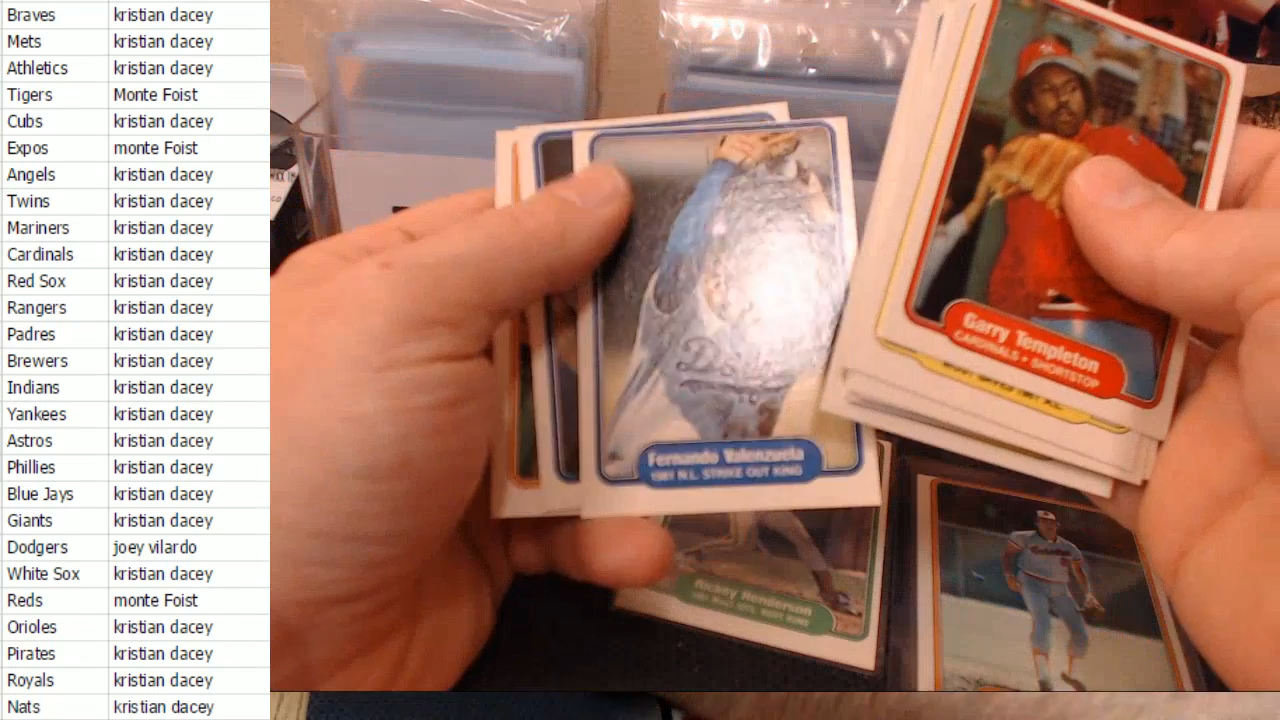 Braves kristian dacey
Mets kristian dacey
Athletics kristian dacey
Tigers Monte Foist
Cubs kristian dacey
Expos monte Foist
Angels kristian dacey
Twins kristian dacey
Mariners kristian dacey
Cardinals kristian dacey
Red Sox kristian dacey
Rangers kristian dacey
Padres kristian dacey
Brewers kristian dacey
Indians kristian dacey
Yankees kristian dacey
Astros kristian dacey
Phillies kristian dacey
Blue Jays kristian dacey
Giants kristian dacey
Dodgers joey vilardo
White Sox kristian dacey
Reds monte Foist
Orioles kristian dacey
Pirates kristian dacey
Royals kristian dacey
Nats kristian dacey
Garry Templeton
CARDINALS • SHORTSTOP
Fernando Valenzuela
1981 N.L. STRIKE OUT KING
Rickey Henderson